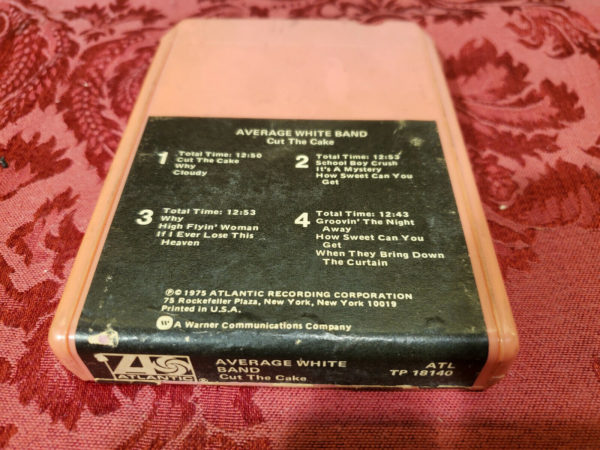 AVERAGE WHITE BAND
Cut The Cake
1 Total Time: 12:50
Cut The Cake
Why
Cloudy
2 Total Time: 12:53
School Boy Crush
It's A Mystery
How Sweet Can You
Get
3 Total Time: 12:53
Why
High Flyin' Woman
If I Ever Lose This
Heaven
4 Total Time: 12:43
Groovin' The Night
Away
How Sweet Can You
Get
When They Bring Down
The Curtain
℗©1975 ATLANTIC RECORDING CORPORATION
75 Rockefeller Plaza, New York, New York 10019
Printed in U.S.A.
W A Warner Communications Company
ATLANTIC®
AVERAGE WHITE
BAND
Cut The Cake
ATL
TP 18140